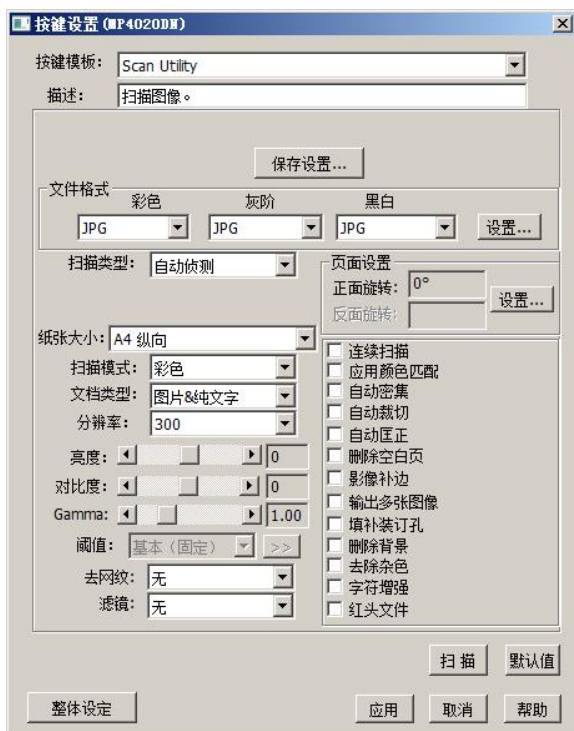 按键设置(MP4020DN)
按键模板: Scan Utility
描述: 扫描图像。
保存设置...
文件格式
彩色 灰阶 黑白
JPG JPG JPG 设置...
扫描类型: 自动侦测
页面设置
正面旋转: 0° 设置...
反面旋转:
纸张大小: A4 纵向
扫描模式: 彩色
文档类型: 图片&纯文字
分辨率: 300
亮度: 0
对比度: 0
Gamma: 1.00
阈值: 基本(固定) >>
去网纹: 无
滤镜: 无
连续扫描
应用颜色匹配
自动密集
自动裁切
自动匡正
删除空白页
影像补边
输出多张图像
填补装订孔
删除背景
去除杂色
字符增强
红头文件
扫描 默认值
整体设定 应用 取消 帮助